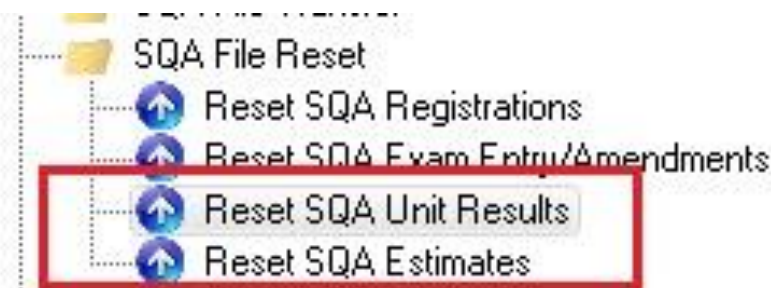 SQA File Reset
Reset SQA Registrations
Reset SQA Exam Entry/Amendments
Reset SQA Unit Results
Reset SQA Estimates